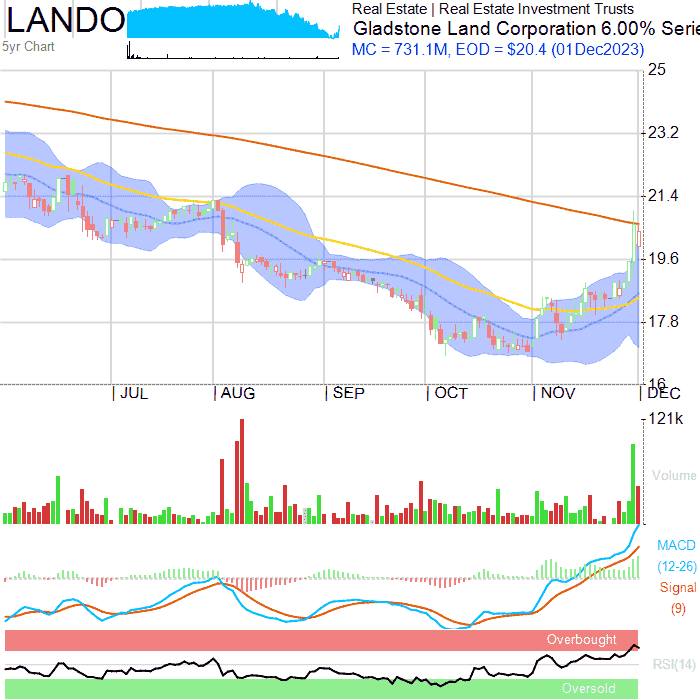 LANDO
5yr Chart
Real Estate | Real Estate Investment Trusts
Gladstone Land Corporation 6.00% Serie
MC = 731.1M, EOD = $20.4 (01Dec2023)
25
23.2
21.4
19.6
17.8
16
JUL AUG SEP OCT NOV DEC
121k
Volume
MACD
(12-26)
Signal
(9)
Overbought
RSI(14)
Oversold